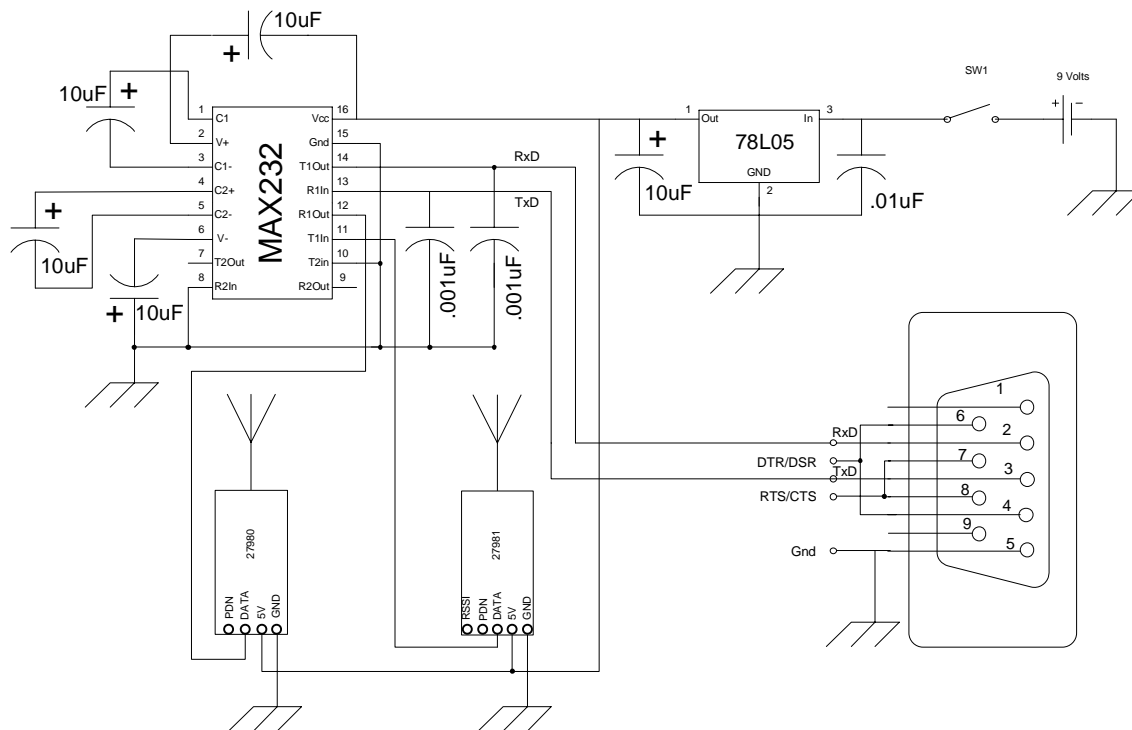 10uF
+
10uF
+
MAX232
1 C1
2 V+
3 C1-
4 C2+
5 C2-
6 V-
7 T2Out
8 R2In
16 Vcc
15 Gnd
14 T1Out
13 R1In
12 R1Out
11 T1In
10 T2in
9 R2Out
+
10uF
10uF
+
RxD
TxD
.001uF
.001uF
+
10uF
1 Out
In 3
78L05
GND
2
.01uF
SW1
9 Volts
+ -
RxD
DTR/DSR
TxD
RTS/CTS
Gnd
1
6
2
7
3
8
4
9
5
27980
PDN
DATA
5V
GND
27981
RSSI
PDN
DATA
5V
GND